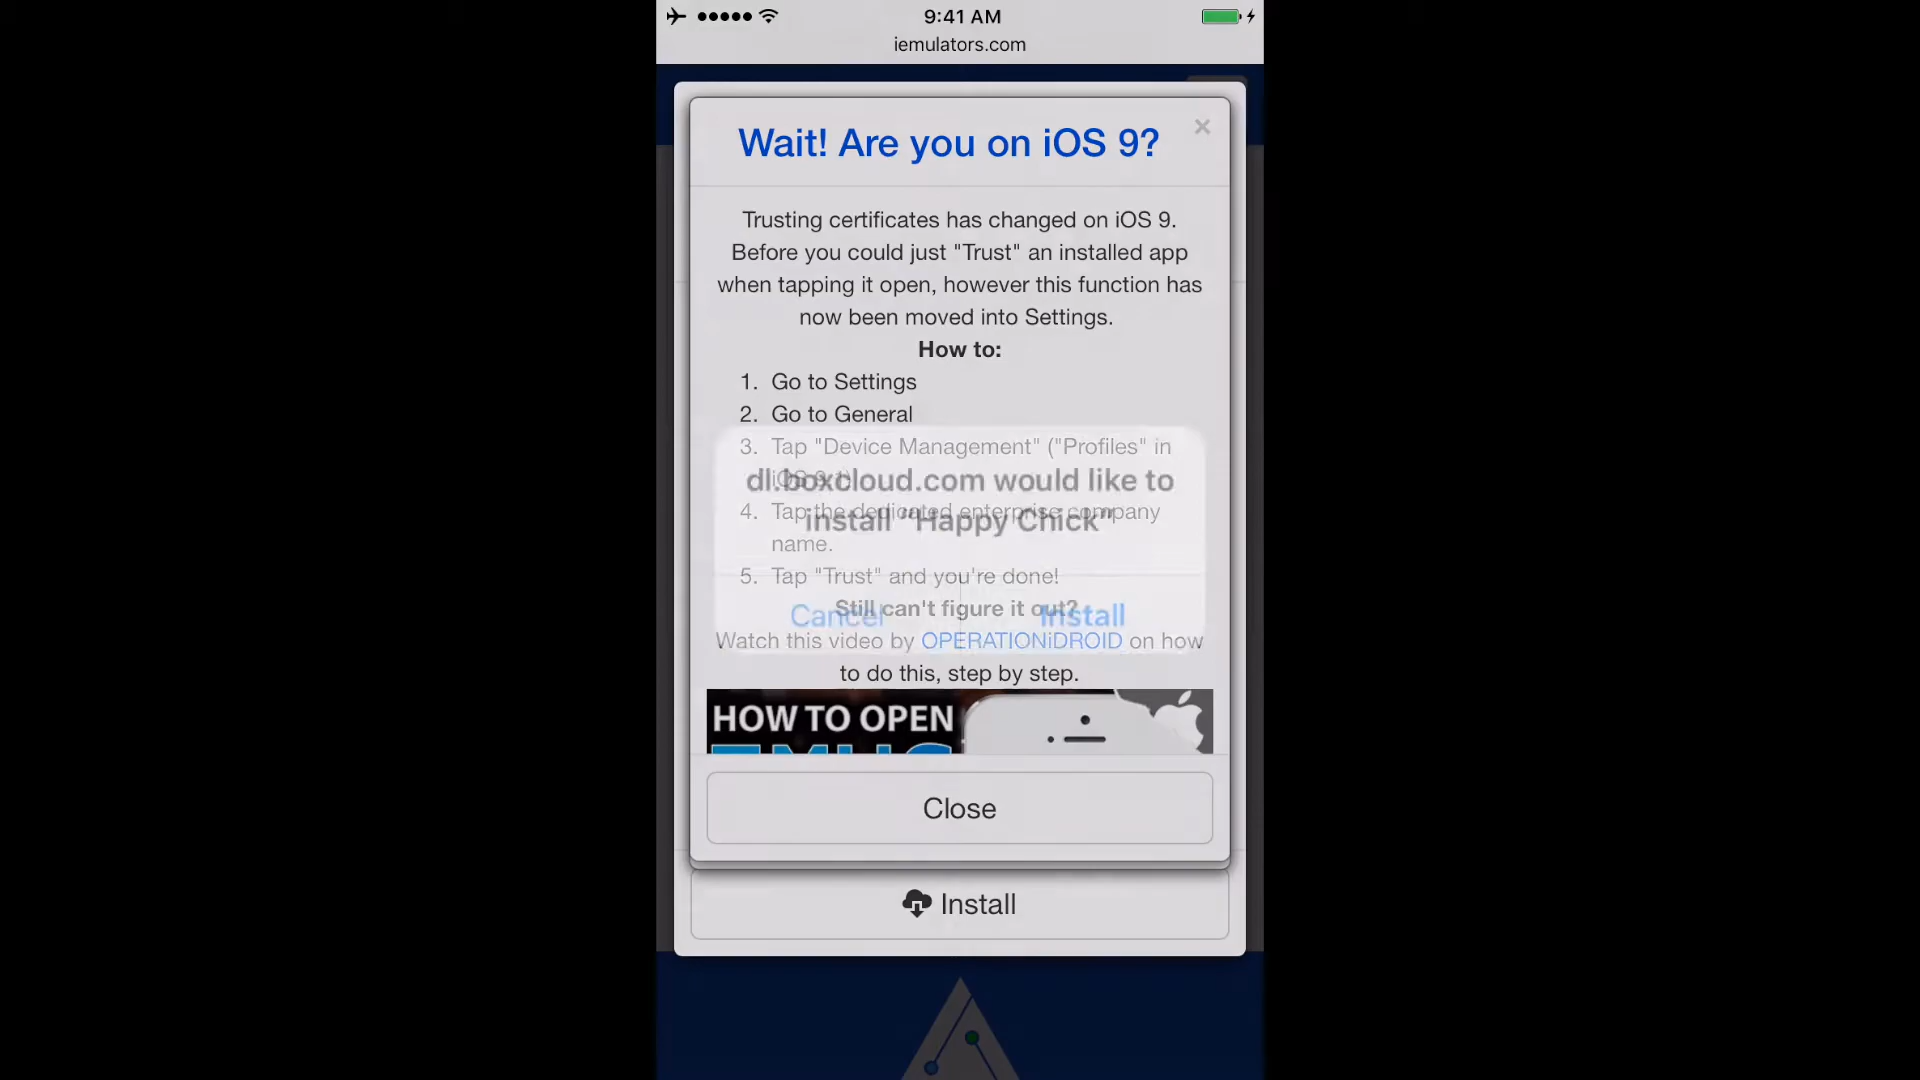 9:41 AM
iemulators.com
Wait! Are you on iOS 9?
×
Trusting certificates has changed on iOS 9.
Before you could just "Trust" an installed app
when tapping it open, however this function has
now been moved into Settings.
How to:
1. Go to Settings
2. Go to General
3. Tap "Device Management" ("Profiles" in
iOS 9.1)
4. Tap the dedicated enterprise company
name.
5. Tap "Trust" and you're done!
Still can't figure it out?
Watch this video by OPERATIONiDROID on how
to do this, step by step.
dl.boxcloud.com would like to
install "Happy Chick"
Cancel
Install
HOW TO OPEN
Close
Install